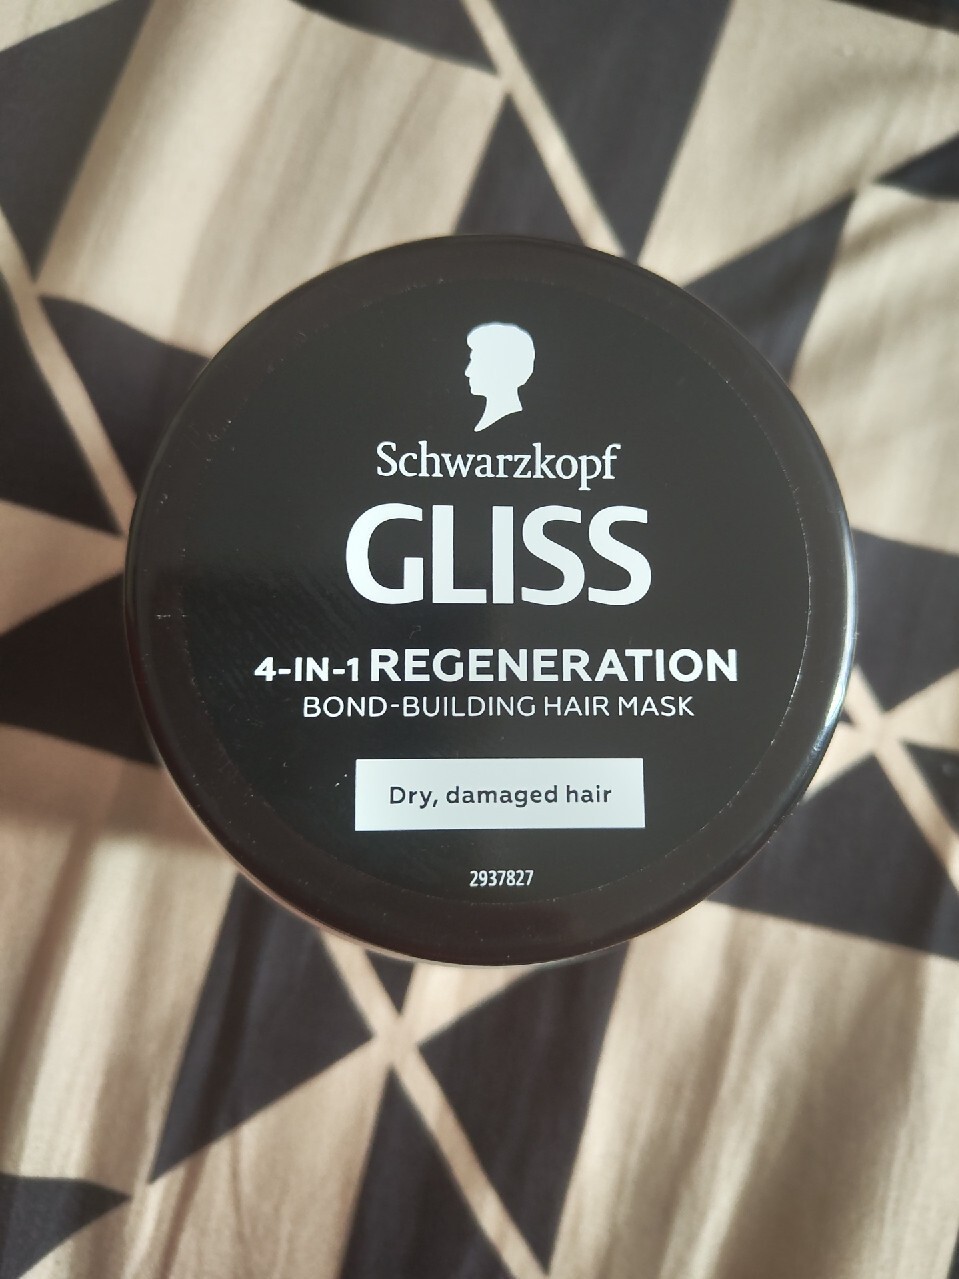 Schwarzkopf
GLISS
4-IN-1 REGENERATION
BOND-BUILDING HAIR MASK
Dry, damaged hair
2937827